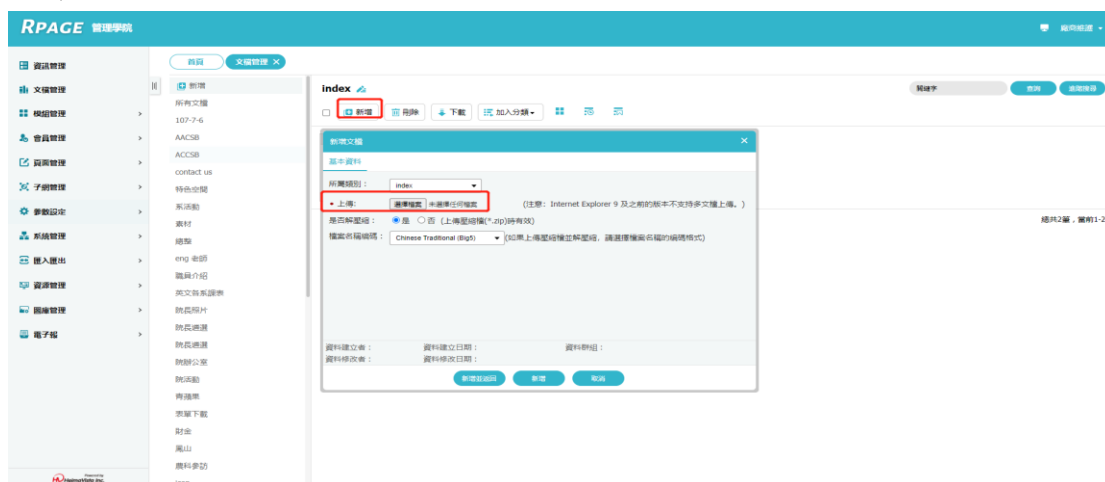 RPAGE 管理學院
廠商維護
資訊管理
文檔管理
模組管理
會員管理
頁面管理
子網管理
參數設定
系統管理
匯入匯出
資源管理
圖庫管理
電子報
Powered by
HeimaVista Inc.
首頁
文檔管理 ×
新增
所有文檔
107-7-6
AACSB
ACCSB
contact us
特色空間
系活動
素材
總整
eng 老師
職員介紹
英文各系課表
院長照片
院長遴選
院長遴選
院辦公室
院活動
青蘋果
表單下載
財金
鳳山
農科參訪
index
關鍵字
查詢
進階搜尋
新增
刪除
下載
加入分類
新增文檔 ×
基本資料
所屬類別:
index
上傳:
選擇檔案 未選擇任何檔案
(注意: Internet Explorer 9 及之前的版本不支持多文檔上傳。)
是否解壓縮:
是 否 (上傳壓縮檔(*.zip)時有效)
檔案名稱編碼:
Chinese Traditional (Big5)
(如果上傳壓縮檔並解壓縮, 請選擇檔案名稱的編碼格式)
資料建立者: 資料建立日期: 資料群組:
資料修改者: 資料修改日期:
新增並返回
新增
取消
總共2筆, 當前1-2